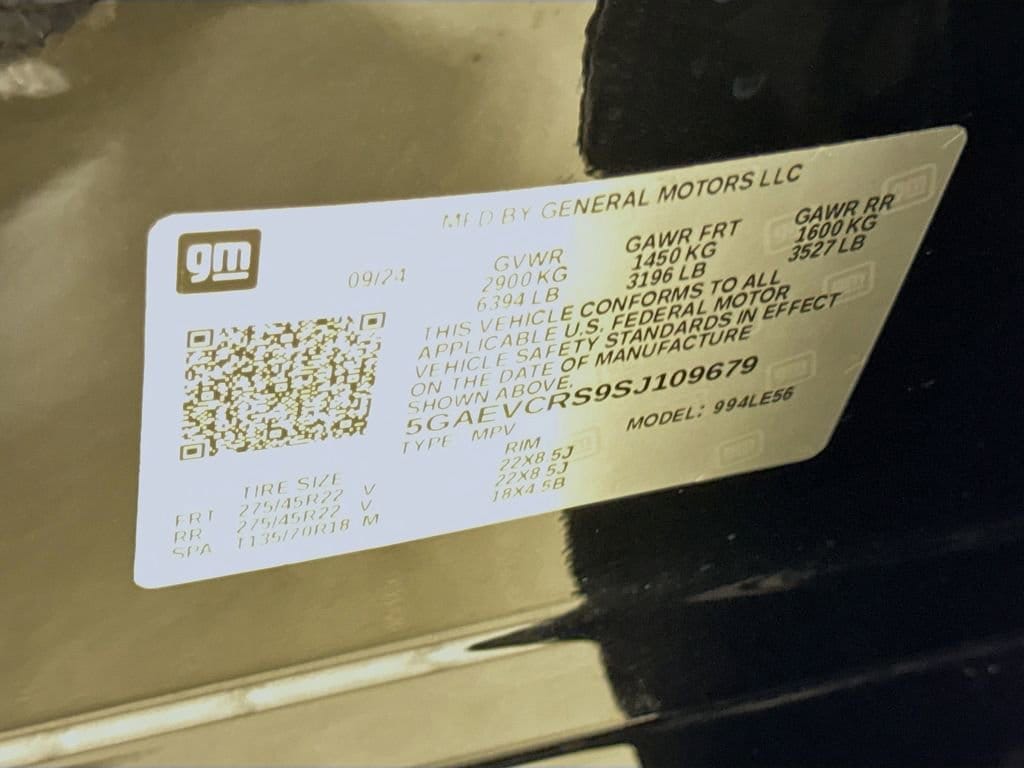 MFD BY GENERAL MOTORS LLC
gm
09/24
GVWR GAWR FRT GAWR RR
2900 KG 1450 KG 1600 KG
6394 LB 3196 LB 3527 LB
THIS VEHICLE CONFORMS TO ALL
APPLICABLE U.S. FEDERAL MOTOR
VEHICLE SAFETY STANDARDS IN EFFECT
ON THE DATE OF MANUFACTURE
SHOWN ABOVE.
5GAEVCRS9SJ109679
TYPE MPV MODEL: 994LE56
TIRE SIZE RIM
FRT 275/45R22 V 22X8.5J
RR 275/45R22 V 22X8.5J
SPA T135/70R18 M 18X4.5B